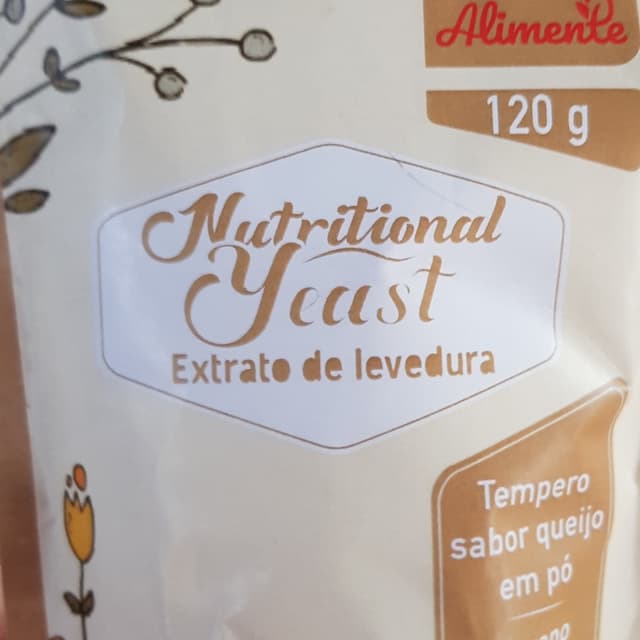 Alimente
120 g
Nutritional
Yeast
Extrato de levedura
Tempero
sabor queijo
em pó